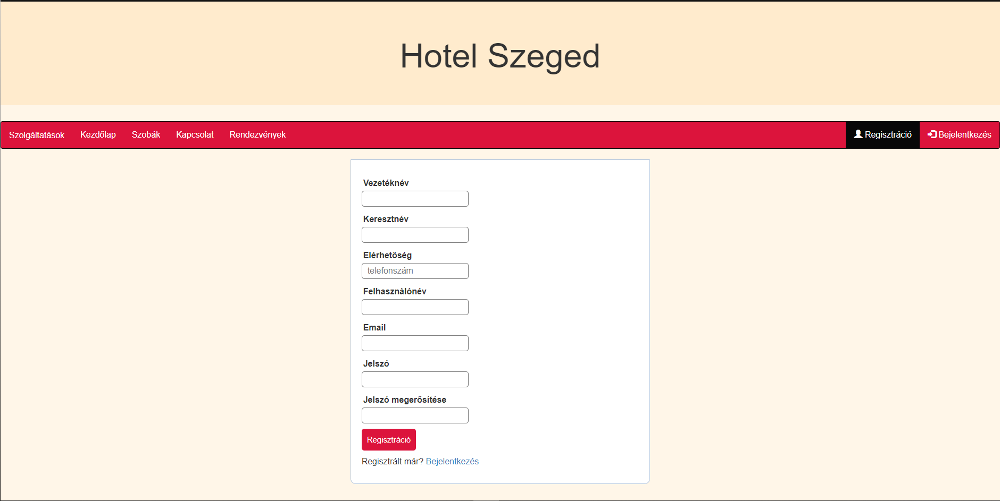 Hotel Szeged
Szolgáltatások Kezdőlap Szobák Kapcsolat Rendezvények Regisztráció Bejelentkezés
Vezetéknév
Keresztnév
Elérhetőség
telefonszám
Felhasználónév
Email
Jelszó
Jelszó megerősítése
Regisztráció
Regisztrált már? Bejelentkezés